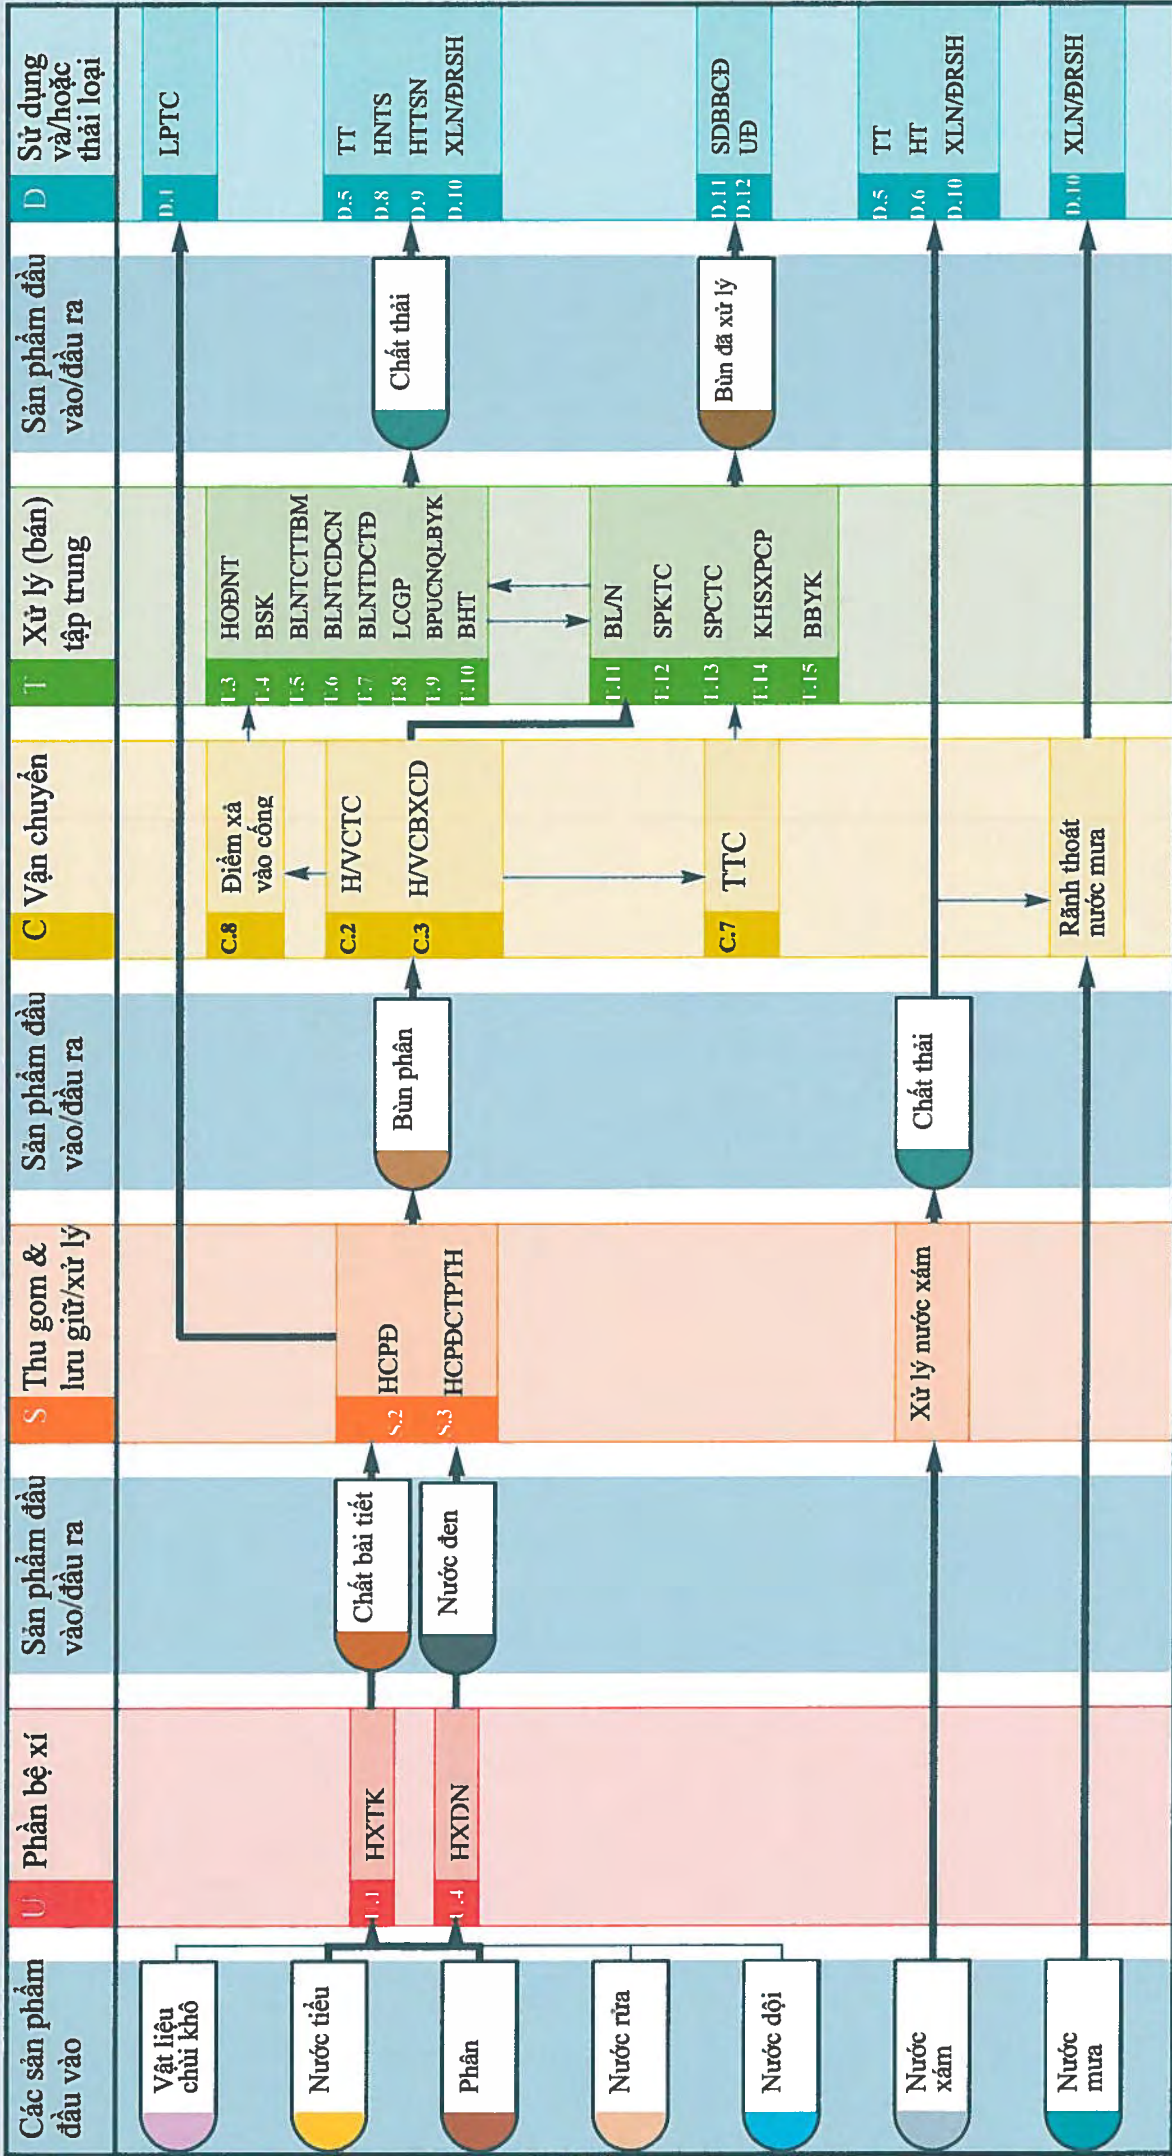 Các sản phẩm
đầu vào
U Phần bệ xí
Sản phẩm đầu
vào/đầu ra
S Thu gom &
lưu giữ/xử lý
Sản phẩm đầu
vào/đầu ra
C Vận chuyển
T Xử lý (bán)
tập trung
Sản phẩm đầu
vào/đầu ra
D Sử dụng
và/hoặc
thải loại
Vật liệu
chùi khô
Nước tiểu
Phân
Nước rửa
Nước dội
Nước
xám
Nước
mưa
U.1 HXTK
U.4 HXDN
Chất bài tiết
Nước đen
S.2 HCPĐ
S.3 HCPĐCTPTH
Xử lý nước xám
Bùn phân
Chất thải
C.8 Điểm xả
vào cống
C.2 H/VCTC
C.3 H/VCBXCD
C.7 TTC
Rãnh thoát
nước mưa
T.3 HOĐNT
T.4 BSK
T.5 BLNTCTTBM
T.6 BLNTCDCN
T.7 BLNTDCTĐ
T.8 LCGP
T.9 BPUCNQLBYK
T.10 BHT
T.11 BL/N
T.12 SPKTC
T.13 SPCTC
T.14 KHSXPCP
T.15 BBYK
Chất thải
Bùn đã xử lý
D.1 LPTC
D.5 TT
D.8 HNTS
D.9 HTTSN
D.10 XLN/ĐRSH
D.11 SDBBCĐ
D.12 UĐ
D.5 TT
D.6 HT
D.10 XLN/ĐRSH
D.10 XLN/ĐRSH